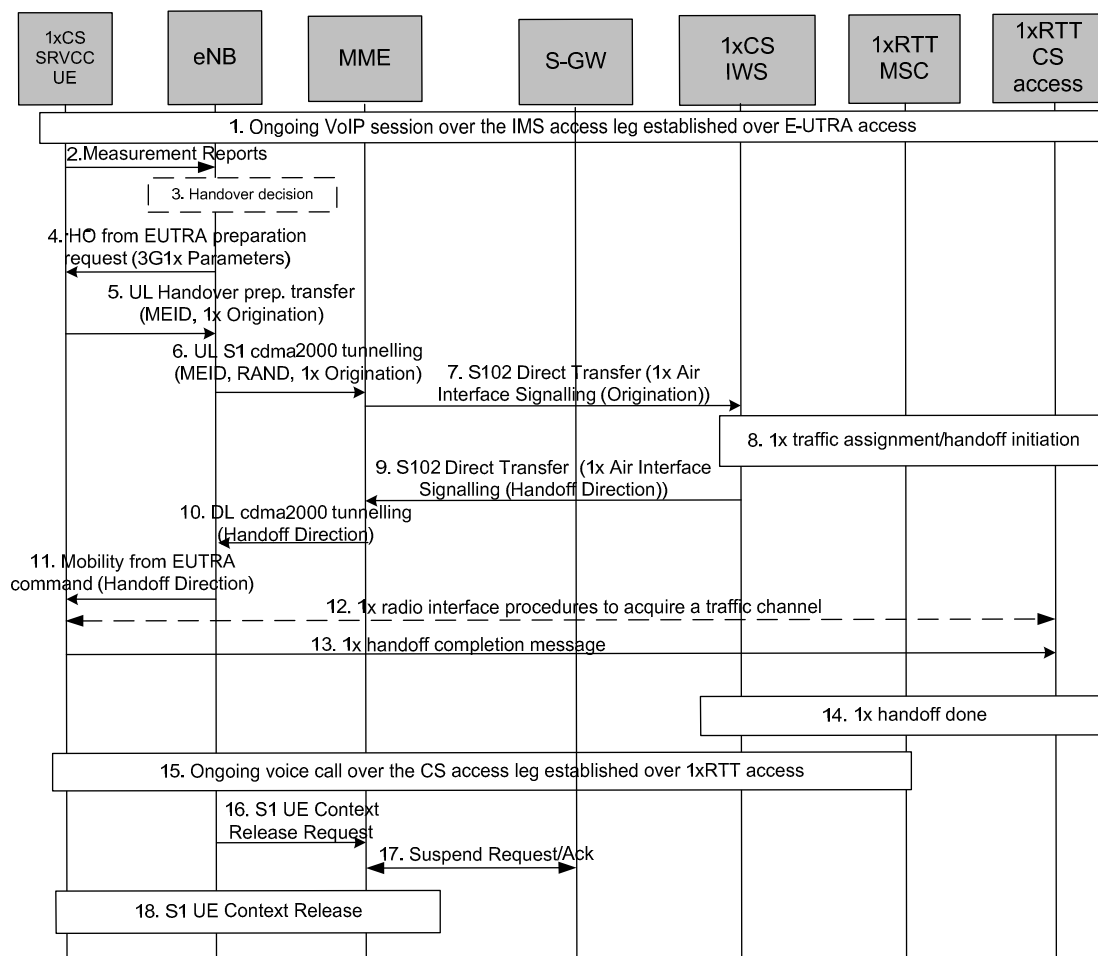 1xCS
SRVCC
UE
eNB
MME
S-GW
1xCS
IWS
1xRTT
MSC
1xRTT
CS
access
1. Ongoing VoIP session over the IMS access leg established over E-UTRA access
2.Measurement Reports
3. Handover decision
4. HO from EUTRA preparation
request (3G1x Parameters)
5. UL Handover prep. transfer
(MEID, 1x Origination)
6. UL S1 cdma2000 tunnelling
(MEID, RAND, 1x Origination)
7. S102 Direct Transfer (1x Air
Interface Signalling (Origination))
8. 1x traffic assignment/handoff initiation
9. S102 Direct Transfer (1x Air Interface
Signalling (Handoff Direction))
10. DL cdma2000 tunnelling
(Handoff Direction)
11. Mobility from EUTRA
command (Handoff Direction)
12. 1x radio interface procedures to acquire a traffic channel
13. 1x handoff completion message
14. 1x handoff done
15. Ongoing voice call over the CS access leg established over 1xRTT access
16. S1 UE Context
Release Request
17. Suspend Request/Ack
18. S1 UE Context Release